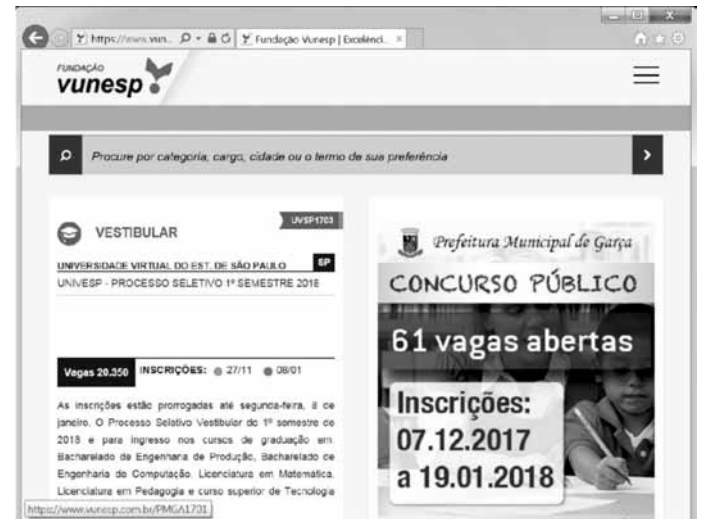 https://www.vun...
Fundação Vunesp | Excelênci...
FUNDAÇÃO
vunesp
Procure por categoria, cargo, cidade ou o termo de sua preferência
UVSP1703
VESTIBULAR
UNIVERSIDADE VIRTUAL DO EST. DE SÃO PAULO SP
UNIVESP - PROCESSO SELETIVO 1º SEMESTRE 2018
Vagas 20.350 INSCRIÇÕES: 27/11 08/01
As inscrições estão prorrogadas até segunda-feira, 8 de
janeiro. O Processo Seletivo Vestibular do 1º semestre de
2018 e para ingresso nos cursos de graduação em
Bacharelado de Engenharia de Produção, Bacharelado de
Engenharia de Computação, Licenciatura em Matemática,
Licenciatura em Pedagogia e curso superior de Tecnologia
Prefeitura Municipal de Garça
CONCURSO PÚBLICO
61 vagas abertas
Inscrições:
07.12.2017
a 19.01.2018
https://www.vunesp.com.br/PMGA1701